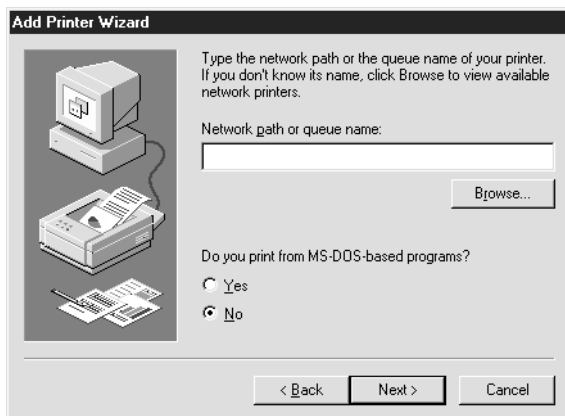 Add Printer Wizard
Type the network path or the queue name of your printer.
If you don't know its name, click Browse to view available
network printers.
Network path or queue name:
Browse...
Do you print from MS-DOS-based programs?
Yes
No
< Back
Next >
Cancel